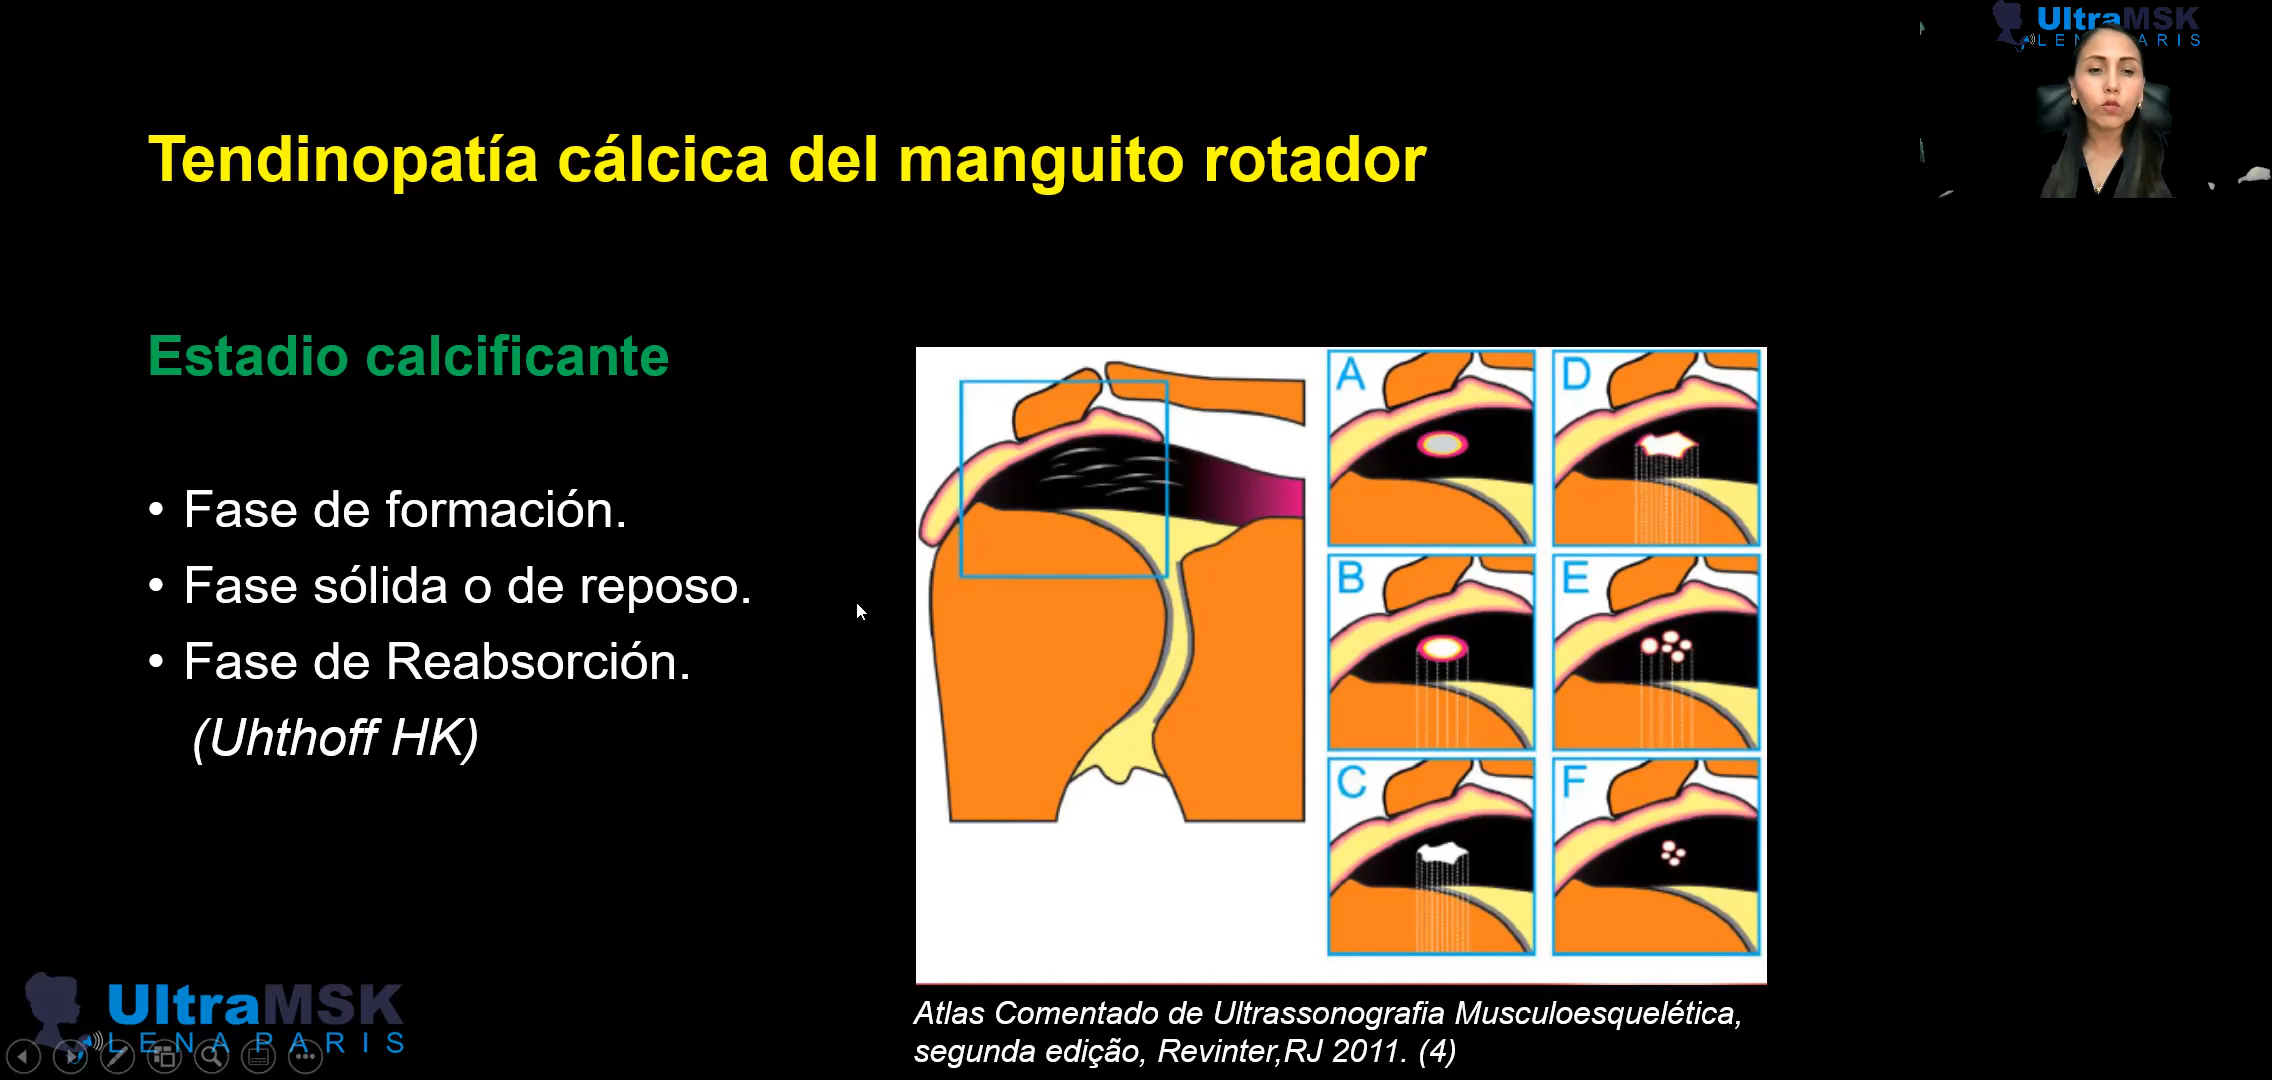 UltraMSK
Tendinopatía cálcica del manguito rotador
Estadio calcificante
• Fase de formación.
• Fase sólida o de reposo.
• Fase de Reabsorción.
(Uhthoff HK)
A
D
B
E
C
F
Atlas Comentado de Ultrassonografia Musculoesquelética,
segunda edição, Revinter,RJ 2011. (4)
UltraMSK
LENA PARIS